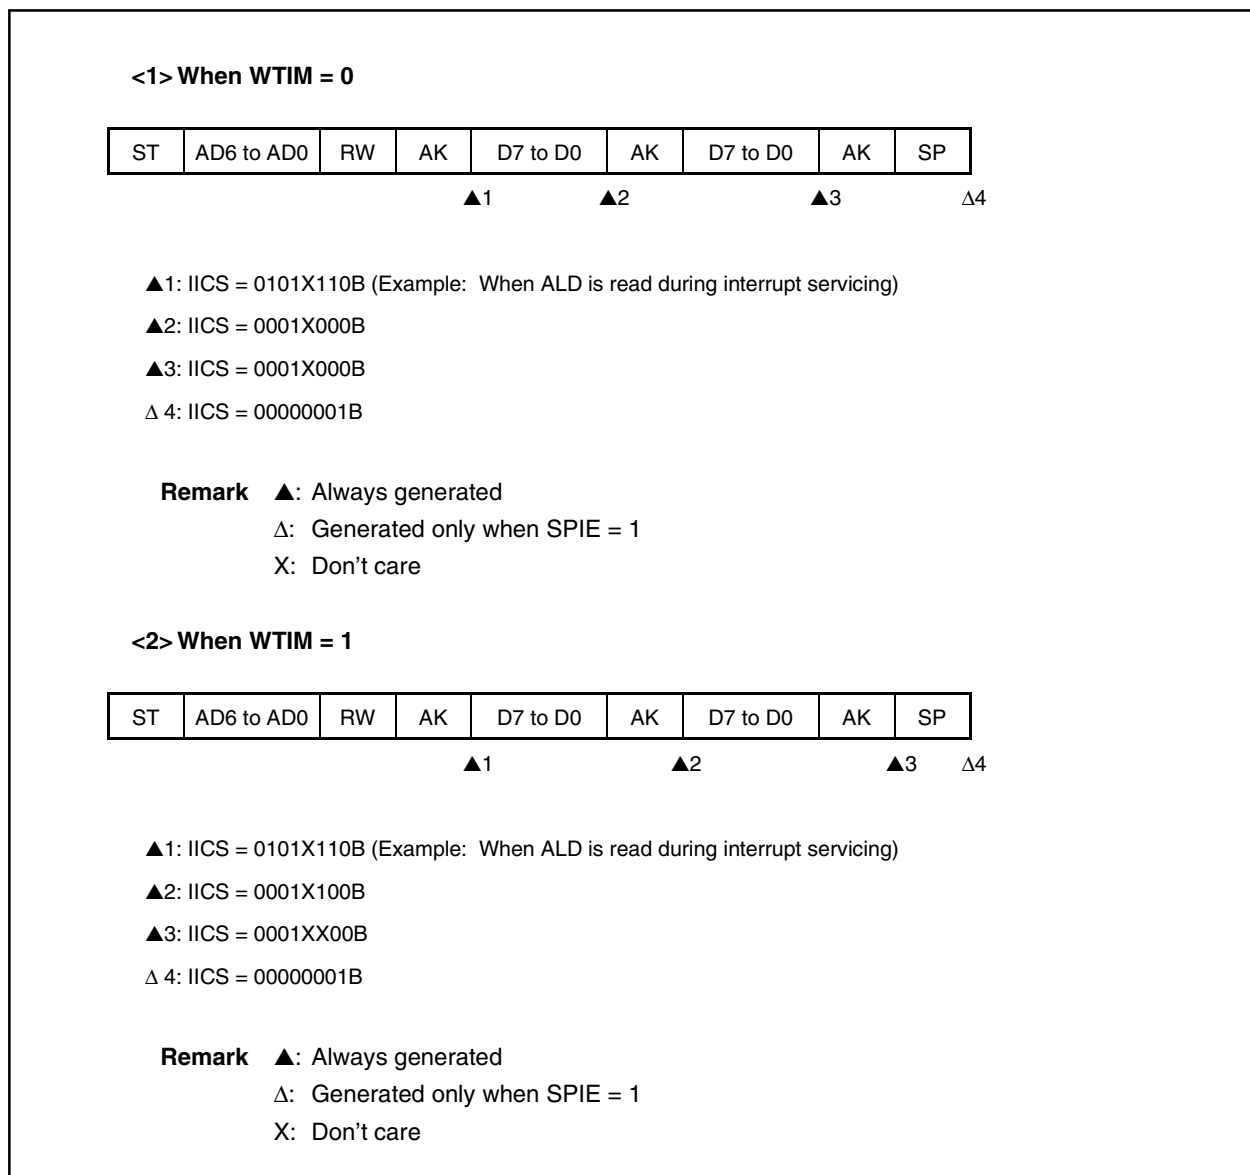 <1> When WTIM = 0
ST AD6 to AD0 RW AK D7 to D0 AK D7 to D0 AK SP
▲1 ▲2 ▲3 Δ4
▲1: IICS = 0101X110B (Example: When ALD is read during interrupt servicing)
▲2: IICS = 0001X000B
▲3: IICS = 0001X000B
Δ 4: IICS = 00000001B
Remark ▲: Always generated
Δ: Generated only when SPIE = 1
X: Don't care
<2> When WTIM = 1
ST AD6 to AD0 RW AK D7 to D0 AK D7 to D0 AK SP
▲1 ▲2 ▲3 Δ4
▲1: IICS = 0101X110B (Example: When ALD is read during interrupt servicing)
▲2: IICS = 0001X100B
▲3: IICS = 0001XX00B
Δ 4: IICS = 00000001B
Remark ▲: Always generated
Δ: Generated only when SPIE = 1
X: Don't care